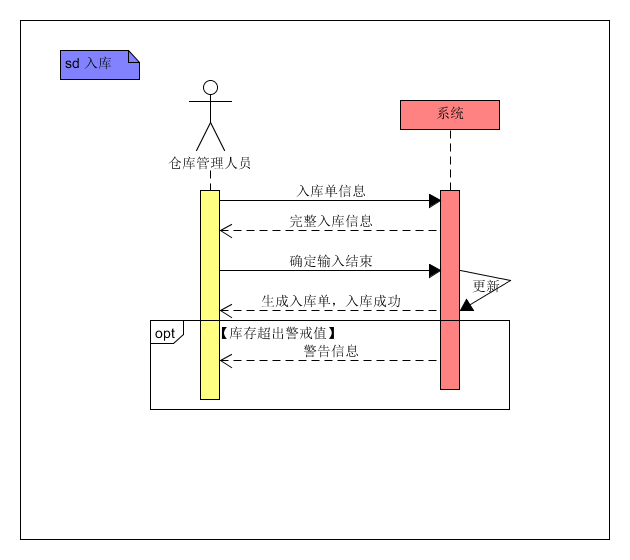 sd 入库
系统
仓库管理人员
入库单信息
完整入库信息
确定输入结束
更新
生成入库单，入库成功
opt
【库存超出警戒值】
警告信息